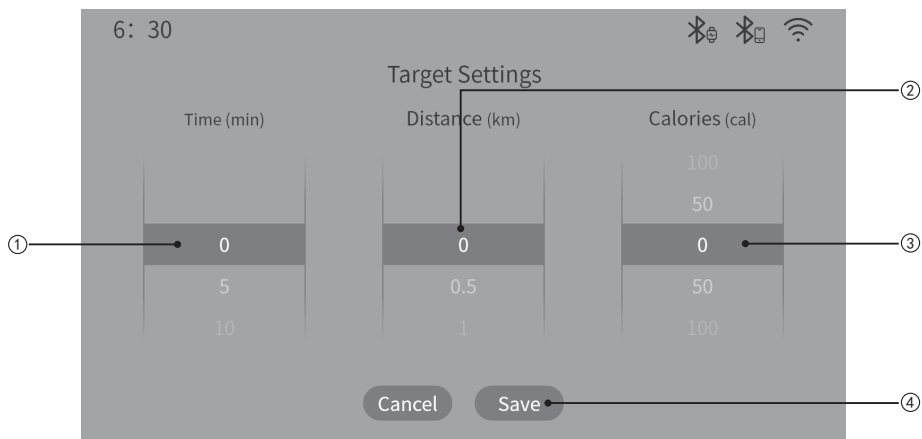 6: 30
Target Settings
②
Time (min) Distance (km) Calories (cal)
100
50
① 0 0 0 ③
5 0.5 50
10 1 100
Cancel Save ④